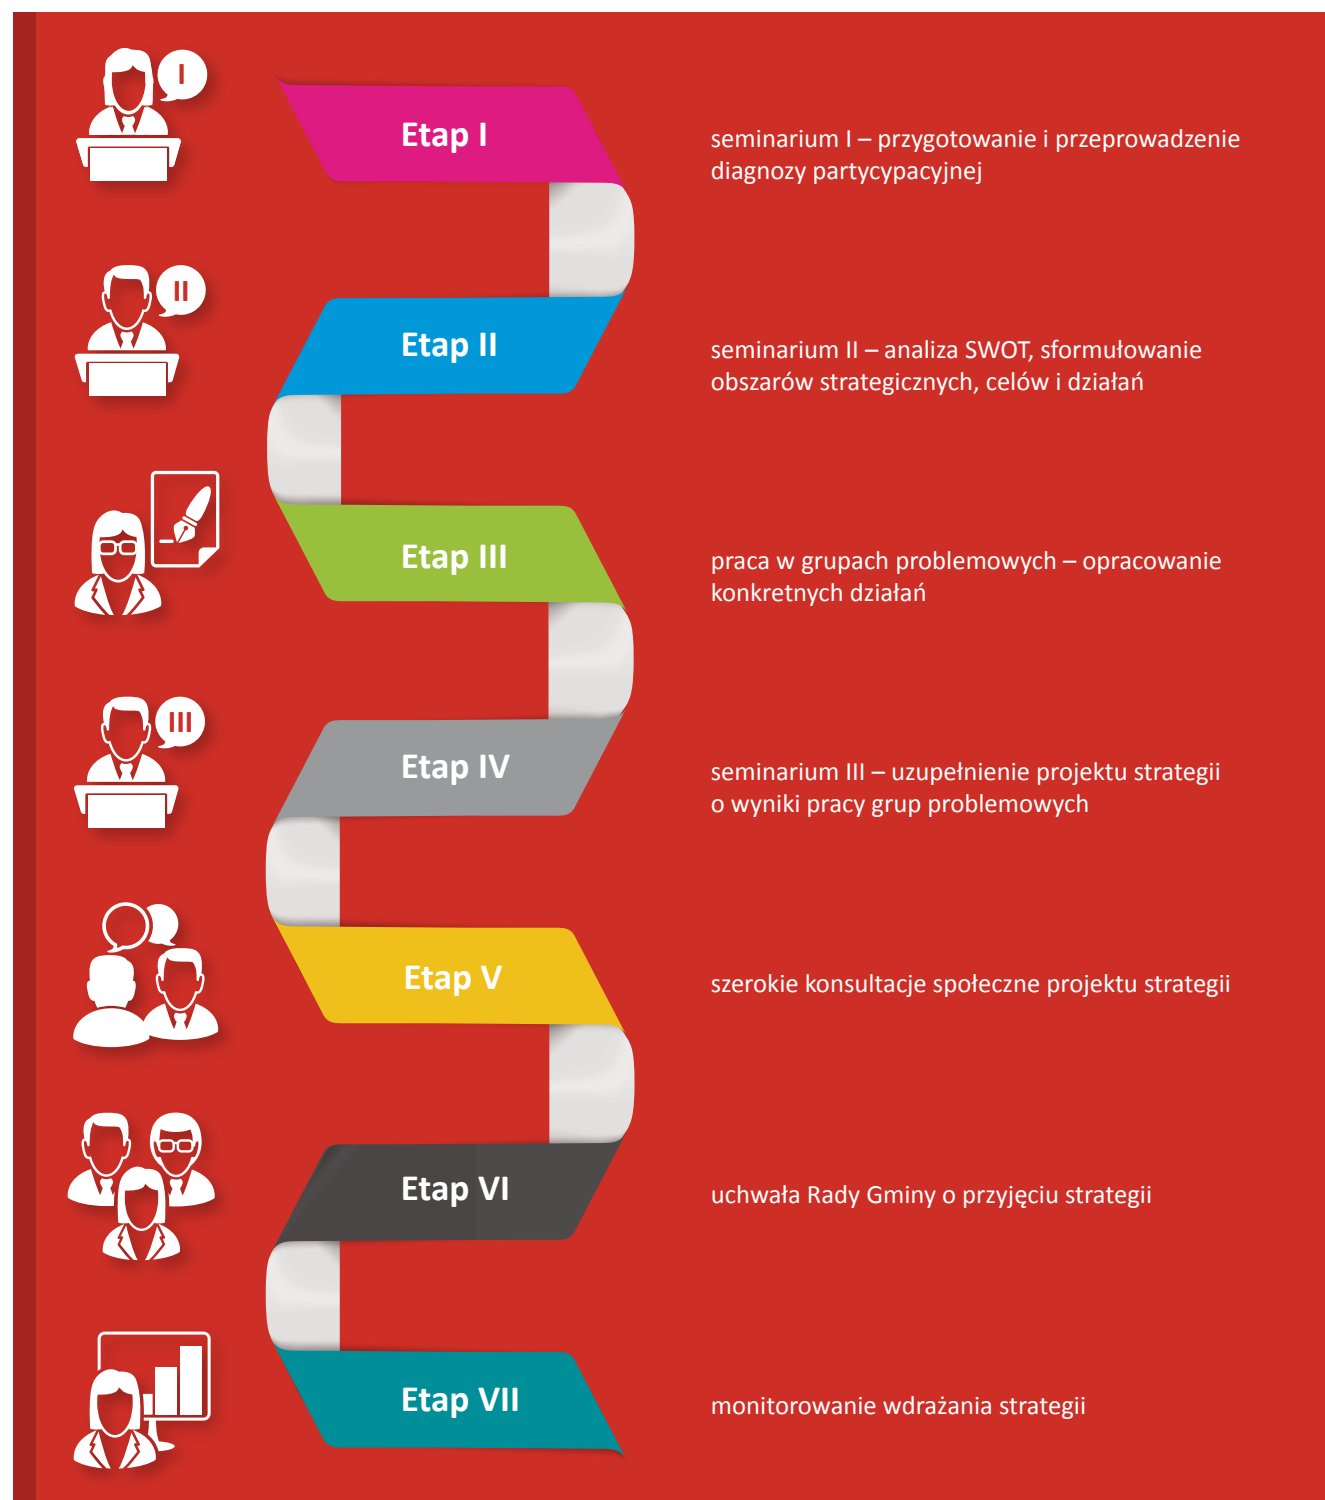 I
Etap I
seminarium I – przygotowanie i przeprowadzenie
diagnozy partycypacyjnej
II
Etap II
seminarium II – analiza SWOT, sformułowanie
obszarów strategicznych, celów i działań
Etap III
praca w grupach problemowych – opracowanie
konkretnych działań
III
Etap IV
seminarium III – uzupełnienie projektu strategii
o wyniki pracy grup problemowych
Etap V
szerokie konsultacje społeczne projektu strategii
Etap VI
uchwała Rady Gminy o przyjęciu strategii
Etap VII
monitorowanie wdrażania strategii